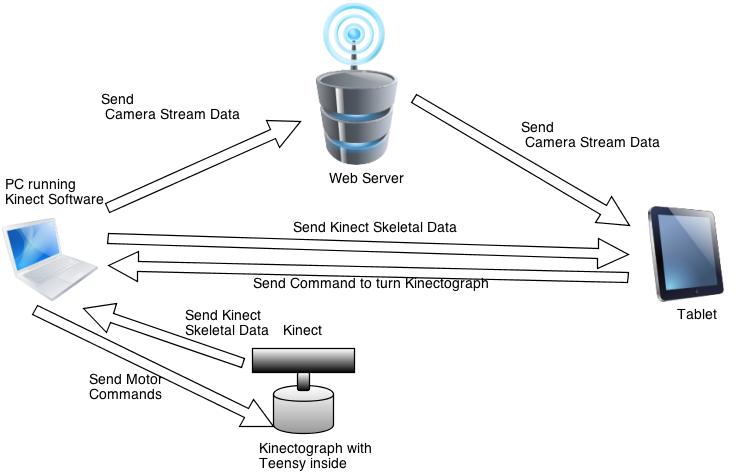 Send
Camera Stream Data
Send
Camera Stream Data
Web Server
PC running
Kinect Software
Send Kinect Skeletal Data
Send Command to turn Kinectograph
Tablet
Send Kinect
Skeletal Data
Kinect
Send Motor
Commands
Kinectograph with
Teensy inside